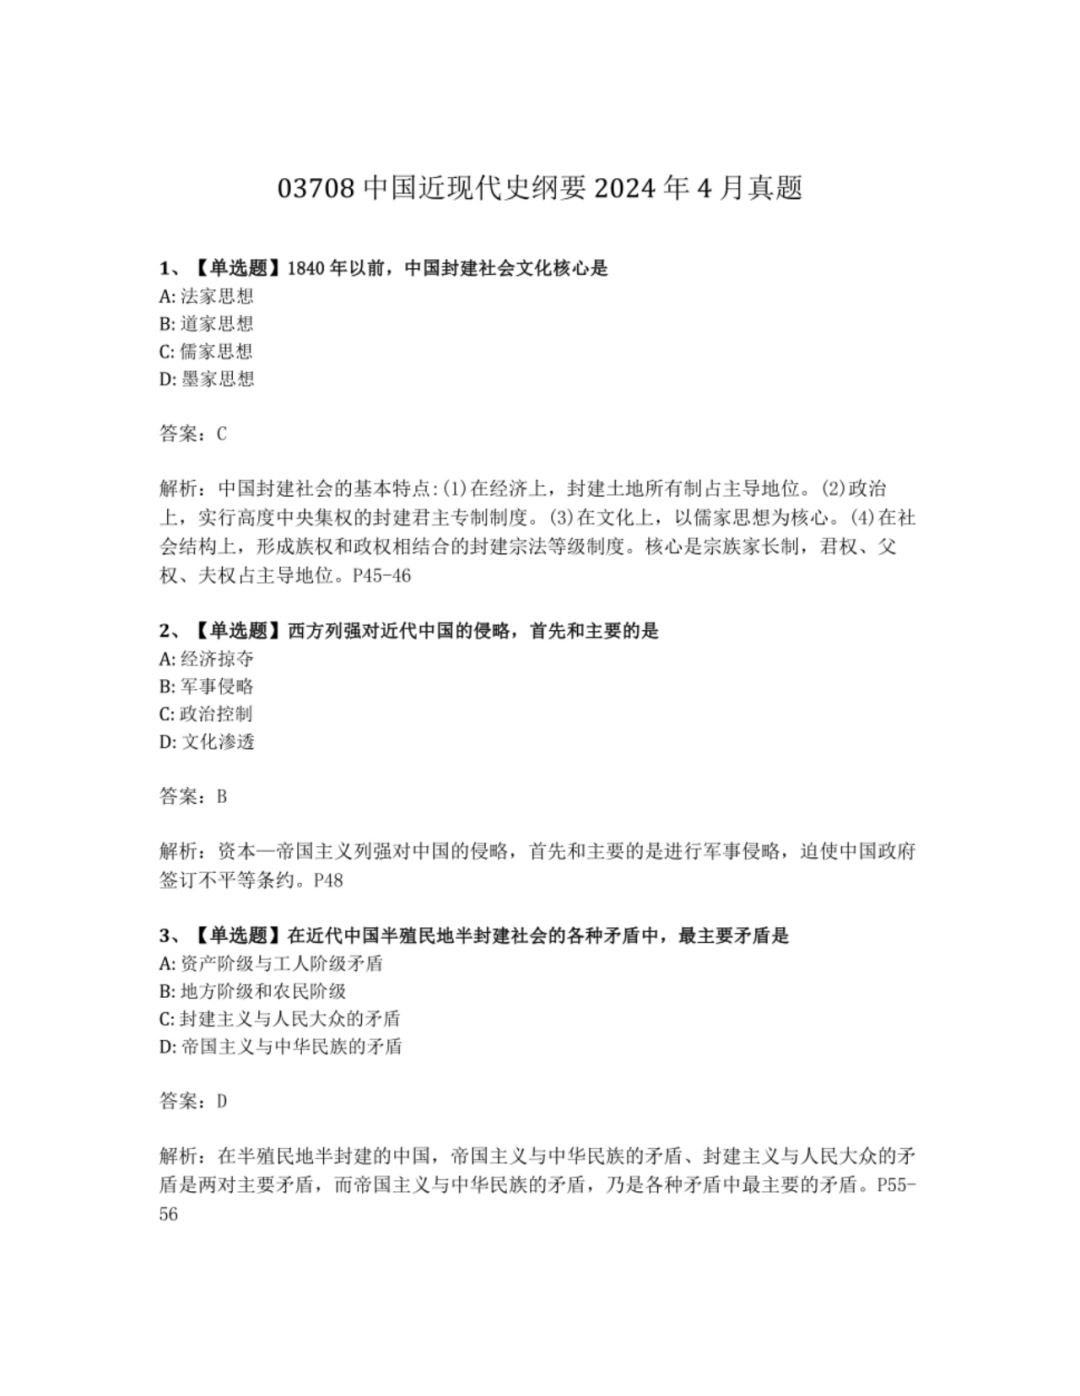 03708 中国近现代史纲要 2024 年 4 月真题
1、【单选题】1840 年以前，中国封建社会文化核心是
A: 法家思想
B: 道家思想
C: 儒家思想
D: 墨家思想
答案：C
解析：中国封建社会的基本特点:(1)在经济上，封建土地所有制占主导地位。(2)政治
上，实行高度中央集权的封建君主专制制度。(3)在文化上，以儒家思想为核心。(4)在社
会结构上，形成族权和政权相结合的封建宗法等级制度。核心是宗族家长制，君权、父
权、夫权占主导地位。P45-46
2、【单选题】西方列强对近代中国的侵略，首先和主要的是
A: 经济掠夺
B: 军事侵略
C: 政治控制
D: 文化渗透
答案：B
解析：资本—帝国主义列强对中国的侵略，首先和主要的是进行军事侵略，迫使中国政府
签订不平等条约。P48
3、【单选题】在近代中国半殖民地半封建社会的各种矛盾中，最主要矛盾是
A: 资产阶级与工人阶级矛盾
B: 地方阶级和农民阶级
C: 封建主义与人民大众的矛盾
D: 帝国主义与中华民族的矛盾
答案：D
解析：在半殖民地半封建的中国，帝国主义与中华民族的矛盾、封建主义与人民大众的矛
盾是两对主要矛盾，而帝国主义与中华民族的矛盾，乃是各种矛盾中最主要的矛盾。P55-
56